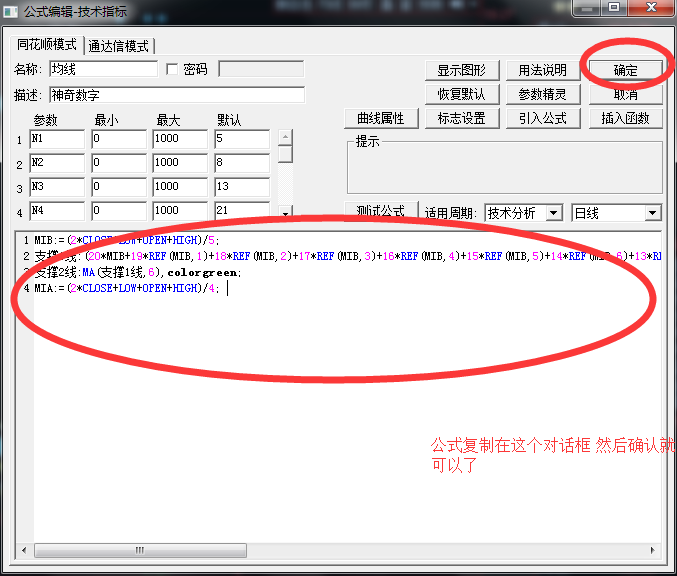 公式编辑-技术指标
同花顺模式 通达信模式
名称: 均线 密码
显示图形 用法说明 确定
描述: 神奇数字
恢复默认 参数精灵 取消
参数 最小 最大 默认
曲线属性 标志设置 引入公式 插入函数
1 N1 0 1000 5
提示
2 N2 0 1000 8
3 N3 0 1000 13
4 N4 0 1000 21
测试公式 适用周期: 技术分析 日线
1 MIB:=(2*CLOSE+LOW+OPEN+HIGH)/5;
2 支撑1线:(20*MIB+19*REF(MIB,1)+18*REF(MIB,2)+17*REF(MIB,3)+16*REF(MIB,4)+15*REF(MIB,5)+14*REF(MIB,6)+13*RE
3 支撑2线:MA(支撑1线,6),colorgreen;
4 MIA:=(2*CLOSE+LOW+OPEN+HIGH)/4;
公式复制在这个对话框 然后确认就
可以了